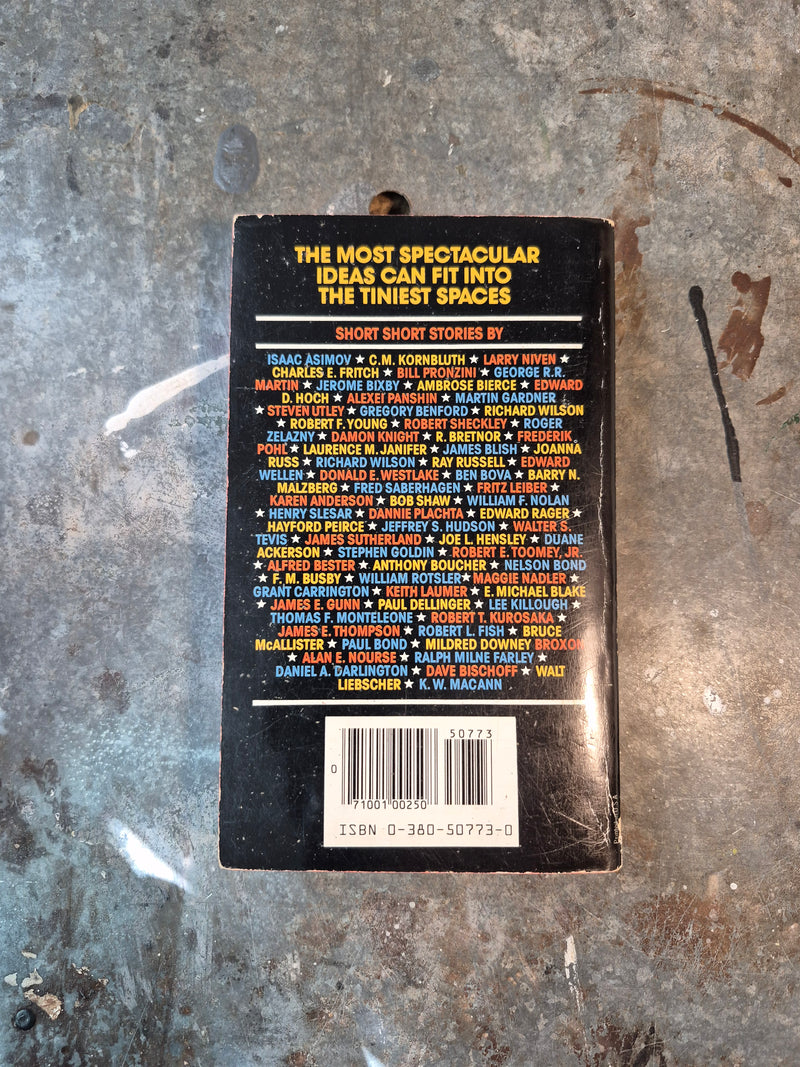 THE MOST SPECTACULAR
IDEAS CAN FIT INTO
THE TINIEST SPACES
SHORT SHORT STORIES BY
ISAAC ASIMOV ★ C.M. KORNBLUTH ★ LARRY NIVEN ★
CHARLES E. FRITCH ★ BILL PRONZINI ★ GEORGE R.R.
MARTIN ★ JEROME BIXBY ★ AMBROSE BIERCE ★ EDWARD
D. HOCH ★ ALEXEI PANSHIN ★ MARTIN GARDNER
★ STEVEN UTLEY ★ GREGORY BENFORD ★ RICHARD WILSON
★ ROBERT F. YOUNG ★ ROBERT SHECKLEY ★ ROGER
ZELAZNY ★ DAMON KNIGHT ★ R. BRETNOR ★ FREDERIK
POHL ★ LAURENCE M. JANIFER ★ JAMES BLISH ★ JOANNA
RUSS ★ RICHARD WILSON ★ RAY RUSSELL ★ EDWARD
WELLEN ★ DONALD E. WESTLAKE ★ BEN BOVA ★ BARRY N.
MALZBERG ★ FRED SABERHAGEN ★ FRITZ LEIBER ★
KAREN ANDERSON ★ BOB SHAW ★ WILLIAM F. NOLAN
★ HENRY SLESAR ★ DANNIE PLACHTA ★ EDWARD RAGER ★
HAYFORD PEIRCE ★ JEFFREY S. HUDSON ★ WALTER S.
TEVIS ★ JAMES SUTHERLAND ★ JOE L. HENSLEY ★ DUANE
ACKERSON ★ STEPHEN GOLDIN ★ ROBERT E. TOOMEY, JR.
★ ALFRED BESTER ★ ANTHONY BOUCHER ★ NELSON BOND
★ F. M. BUSBY ★ WILLIAM ROTSLER ★ MAGGIE NADLER ★
GRANT CARRINGTON ★ KEITH LAUMER ★ E. MICHAEL BLAKE
★ JAMES E. GUNN ★ PAUL DELLINGER ★ LEE KILLOUGH ★
THOMAS F. MONTELEONE ★ ROBERT T. KUROSAKA ★
JAMES E. THOMPSON ★ ROBERT L. FISH ★ BRUCE
McALLISTER ★ PAUL BOND ★ MILDRED DOWNEY BROXON
★ ALAN E. NOURSE ★ RALPH MILNE FARLEY ★
DANIEL A. DARLINGTON ★ DAVE BISCHOFF ★ WALT
LIEBSCHER ★ K.W. MACANN
50773
0
71001 00250
ISBN 0-380-50773-0